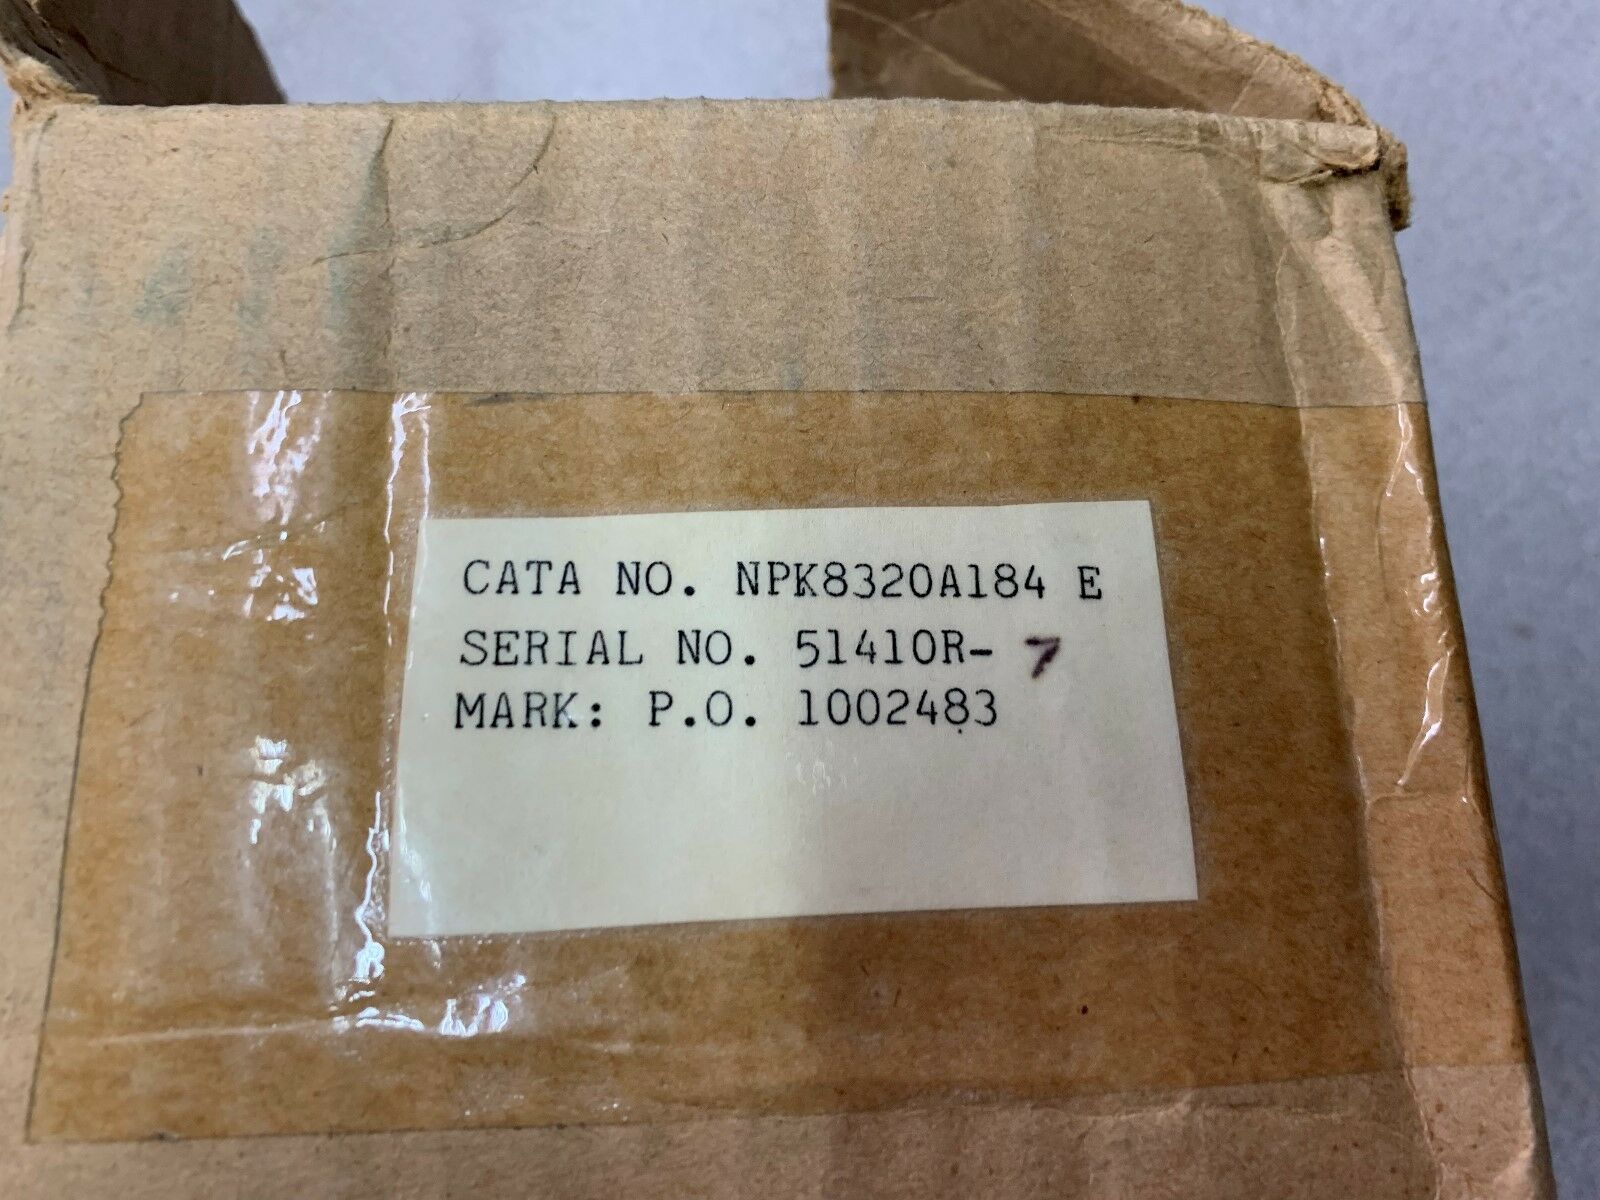 CATA NO. NPK8320A184 E
SERIAL NO. 51410R- 7
MARK: P.O. 1002483